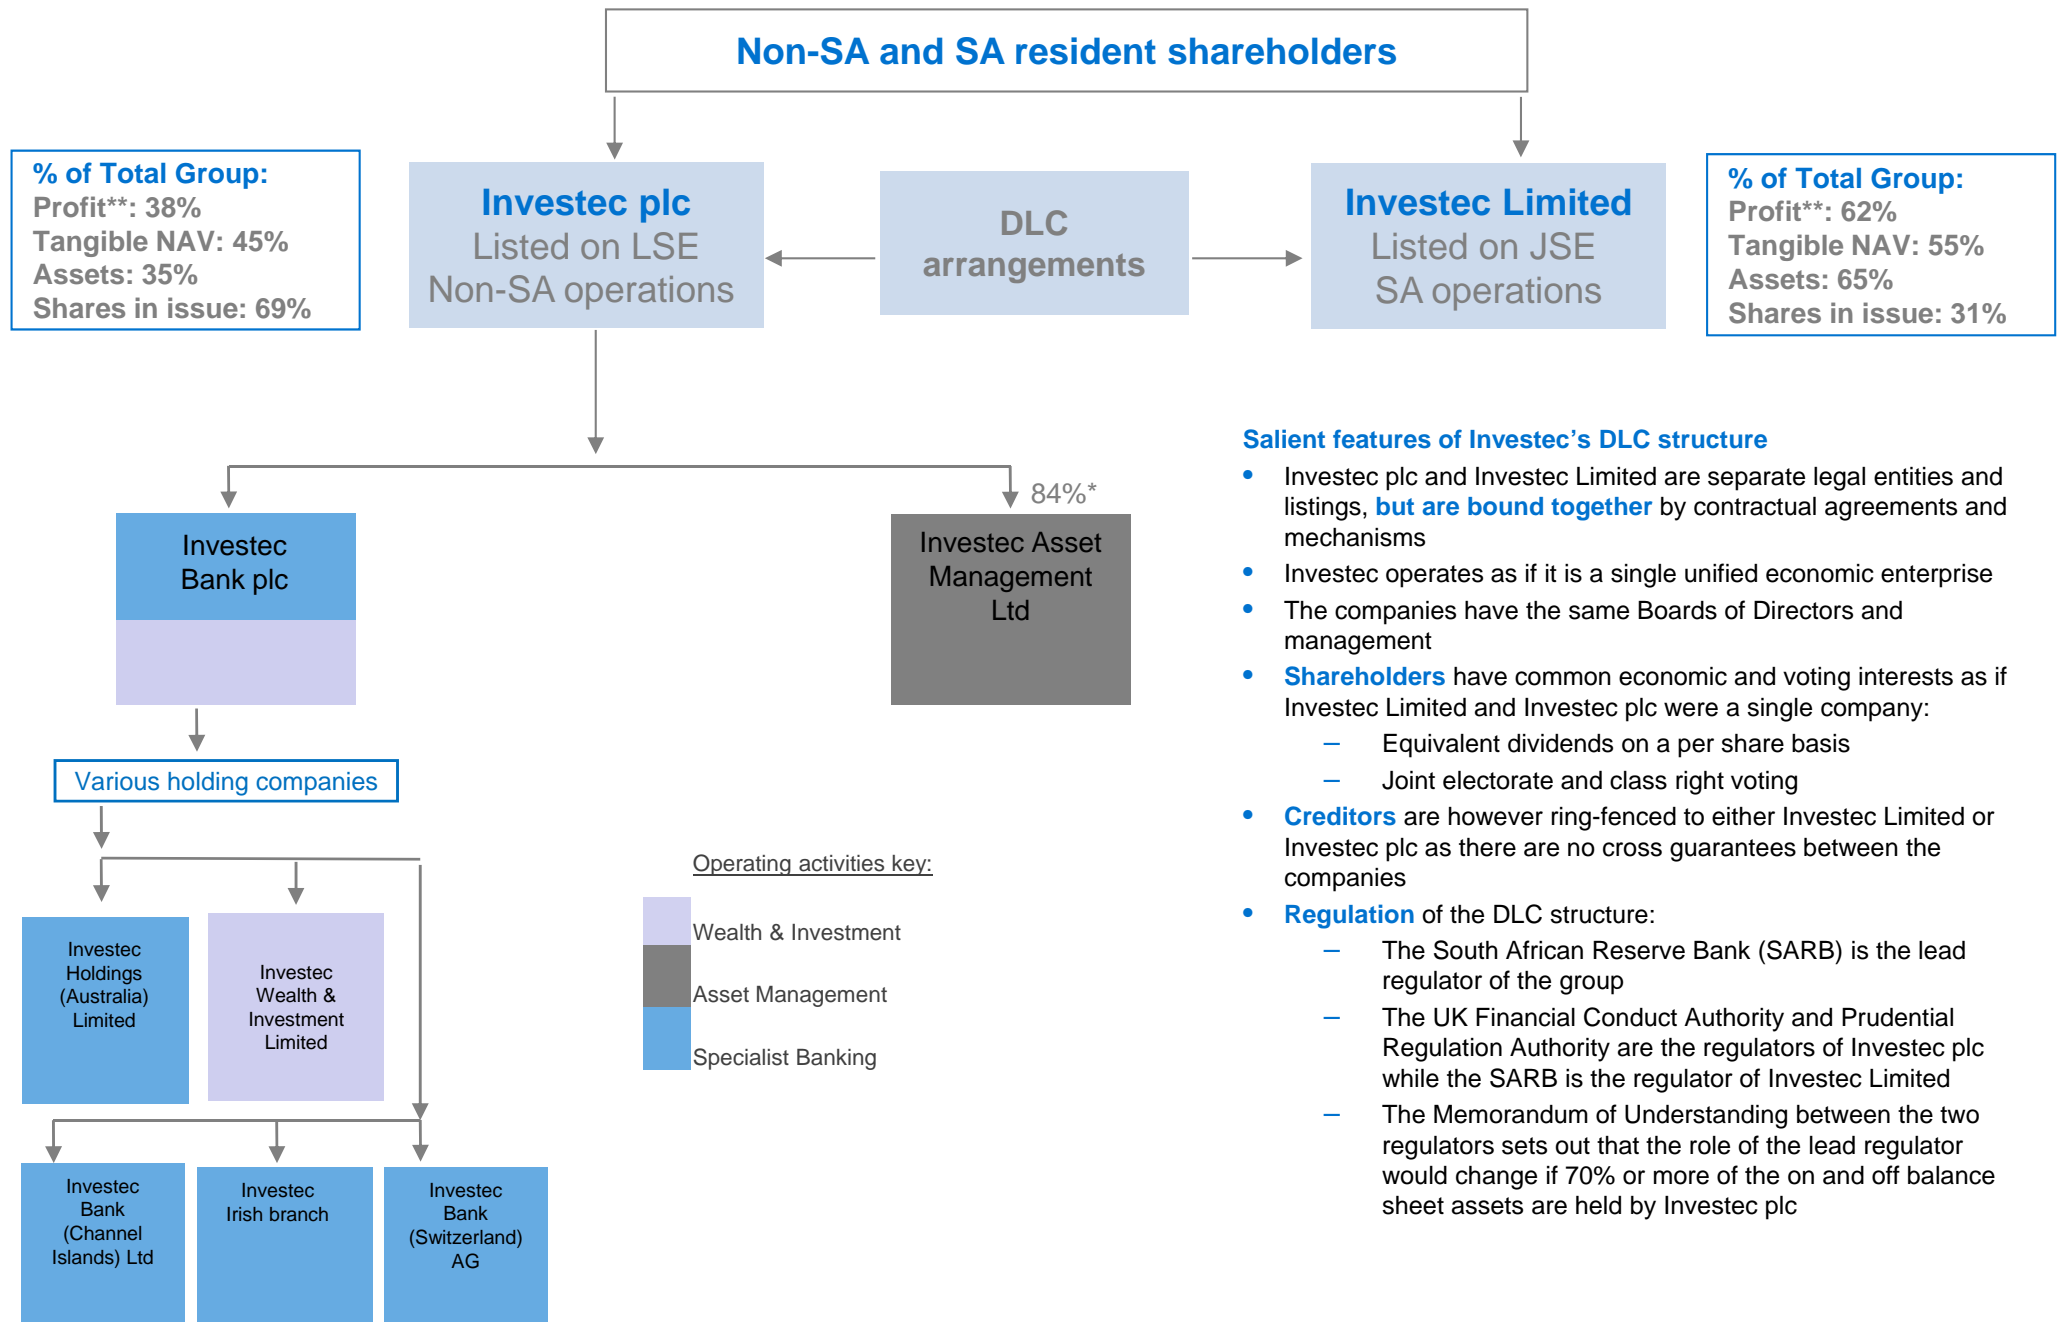 Non-SA and SA resident shareholders
% of Total Group:
Profit**: 38%
Tangible NAV: 45%
Assets: 35%
Shares in issue: 69%
Investec plc
Listed on LSE
Non-SA operations
DLC
arrangements
Investec Limited
Listed on JSE
SA operations
% of Total Group:
Profit**: 62%
Tangible NAV: 55%
Assets: 65%
Shares in issue: 31%
84%*
Investec
Bank plc
Investec Asset
Management
Ltd
Various holding companies
Investec
Holdings
(Australia)
Limited
Investec
Wealth &
Investment
Limited
Investec
Bank
(Channel
Islands) Ltd
Investec
Irish branch
Investec
Bank
(Switzerland)
AG
Operating activities key:
Wealth & Investment
Asset Management
Specialist Banking
Salient features of Investec’s DLC structure
• Investec plc and Investec Limited are separate legal entities and
listings, but are bound together by contractual agreements and
mechanisms
• Investec operates as if it is a single unified economic enterprise
• The companies have the same Boards of Directors and
management
• Shareholders have common economic and voting interests as if
Investec Limited and Investec plc were a single company:
– Equivalent dividends on a per share basis
– Joint electorate and class right voting
• Creditors are however ring-fenced to either Investec Limited or
Investec plc as there are no cross guarantees between the
companies
• Regulation of the DLC structure:
– The South African Reserve Bank (SARB) is the lead
regulator of the group
– The UK Financial Conduct Authority and Prudential
Regulation Authority are the regulators of Investec plc
while the SARB is the regulator of Investec Limited
– The Memorandum of Understanding between the two
regulators sets out that the role of the lead regulator
would change if 70% or more of the on and off balance
sheet assets are held by Investec plc